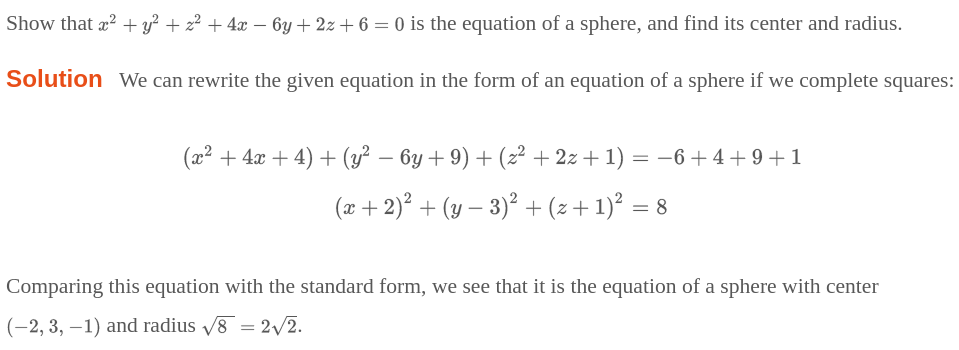 Show that x² + y² + z² + 4x − 6y + 2z + 6 = 0 is the equation of a sphere, and find its center and radius.
Solution We can rewrite the given equation in the form of an equation of a sphere if we complete squares:
(x² + 4x + 4) + (y² − 6y + 9) + (z² + 2z + 1) = −6 + 4 + 9 + 1
(x + 2)² + (y − 3)² + (z + 1)² = 8
Comparing this equation with the standard form, we see that it is the equation of a sphere with center
(−2, 3, −1) and radius √8 = 2√2.